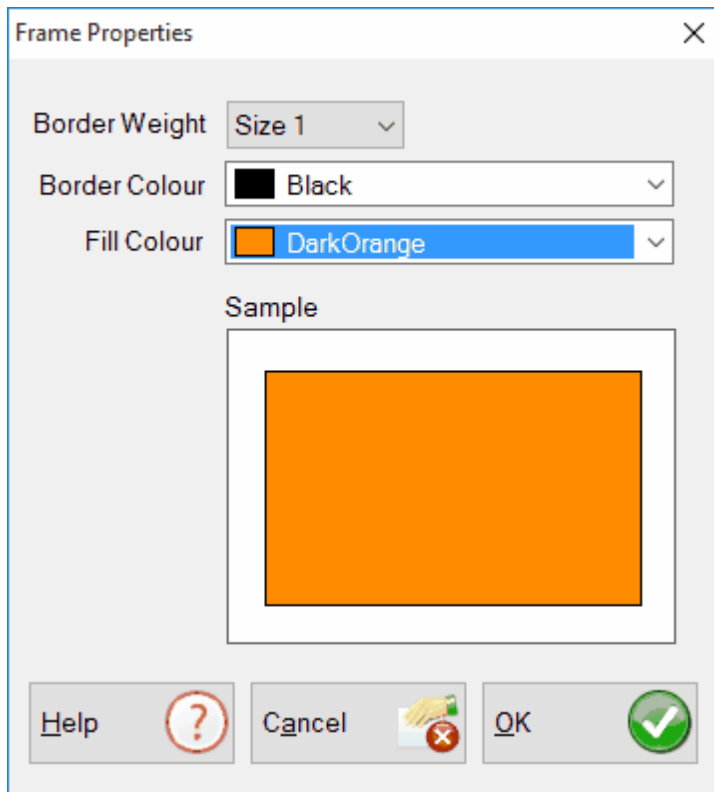 Frame Properties
Border Weight Size 1
Border Colour Black
Fill Colour DarkOrange
Sample
Help ? Cancel OK